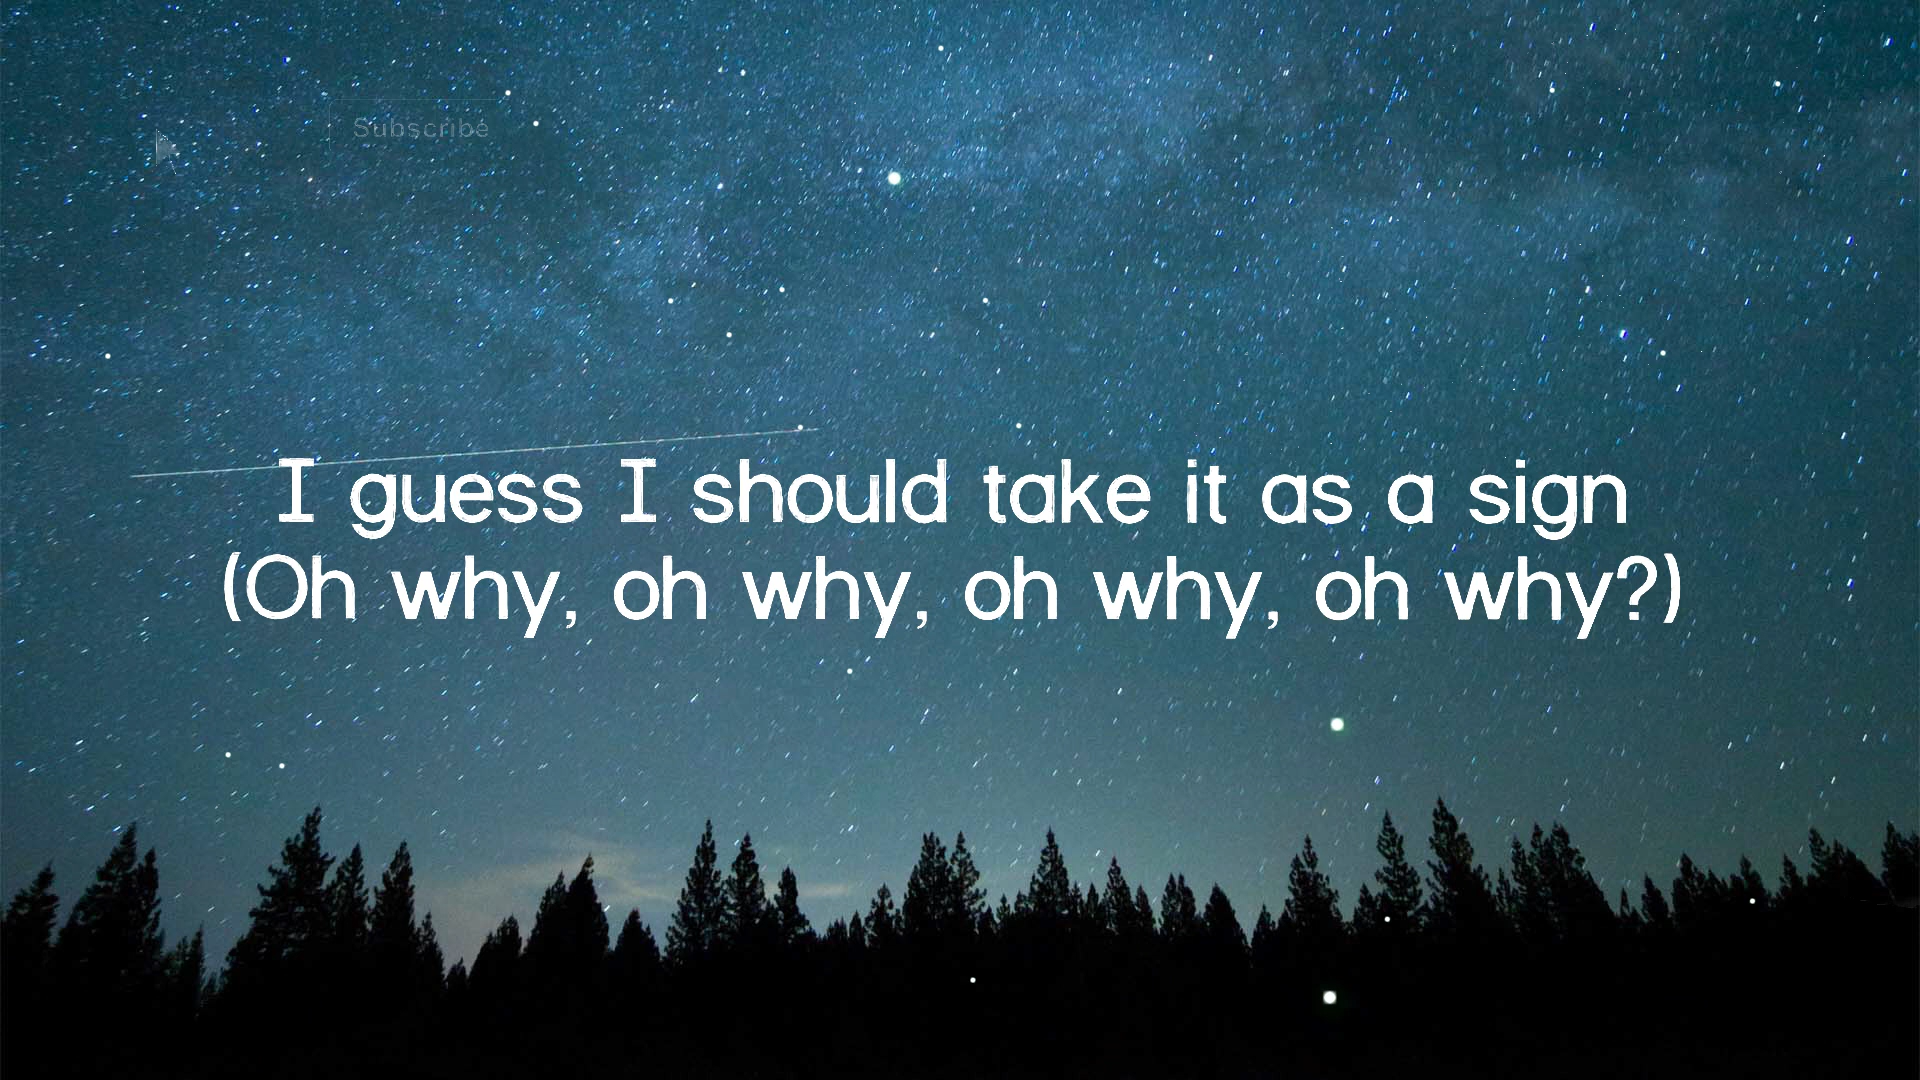 Subscribe
I guess I should take it as a sign
(Oh why, oh why, oh why, oh why?)